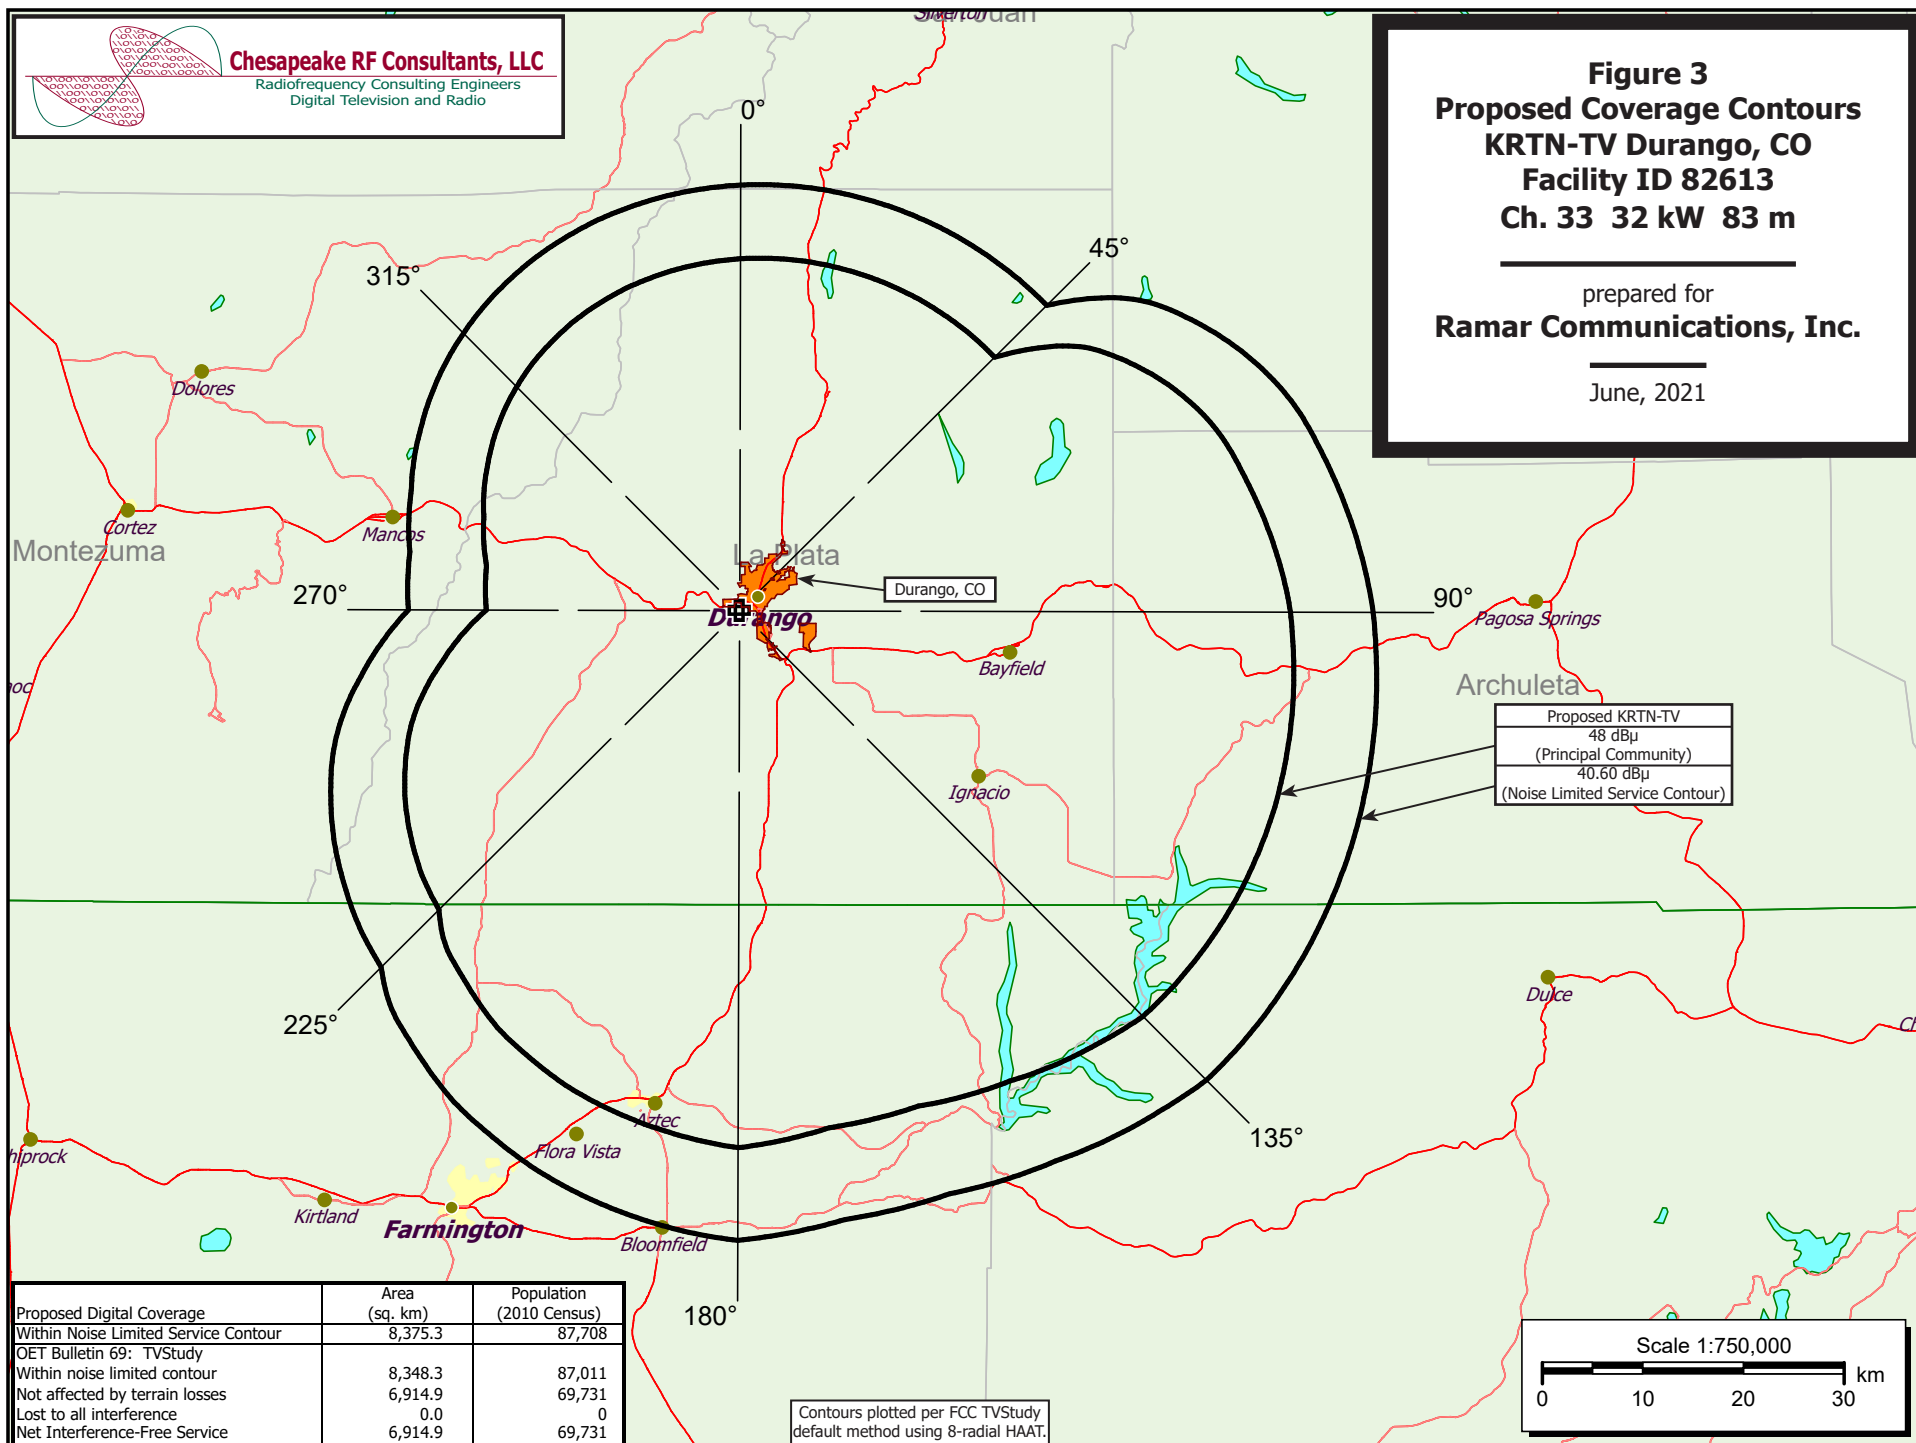 Chesapeake RF Consultants, LLC
Radiofrequency Consulting Engineers
Digital Television and Radio
Figure 3
Proposed Coverage Contours
KRTN-TV Durango, CO
Facility ID 82613
Ch. 33 32 kW 83 m
prepared for
Ramar Communications, Inc.
June, 2021
Silverton
San Juan
0°
45°
315°
Dolores
Cortez
Mancos
Montezuma
La Plata
Durango, CO
270°
90°
Durango
Pagosa Springs
Bayfield
Archuleta
Proposed KRTN-TV
48 dBµ
(Principal Community)
40.60 dBµ
(Noise Limited Service Contour)
Ignacio
Dulce
225°
135°
Aztec
Flora Vista
hiprock
Kirtland
Farmington
Bloomfield
180°
Proposed Digital Coverage Area (sq. km) Population (2010 Census)
Within Noise Limited Service Contour 8,375.3 87,708
OET Bulletin 69: TVStudy
Within noise limited contour 8,348.3 87,011
Not affected by terrain losses 6,914.9 69,731
Lost to all interference 0.0 0
Net Interference-Free Service 6,914.9 69,731
Contours plotted per FCC TVStudy
default method using 8-radial HAAT.
Scale 1:750,000
km
0 10 20 30